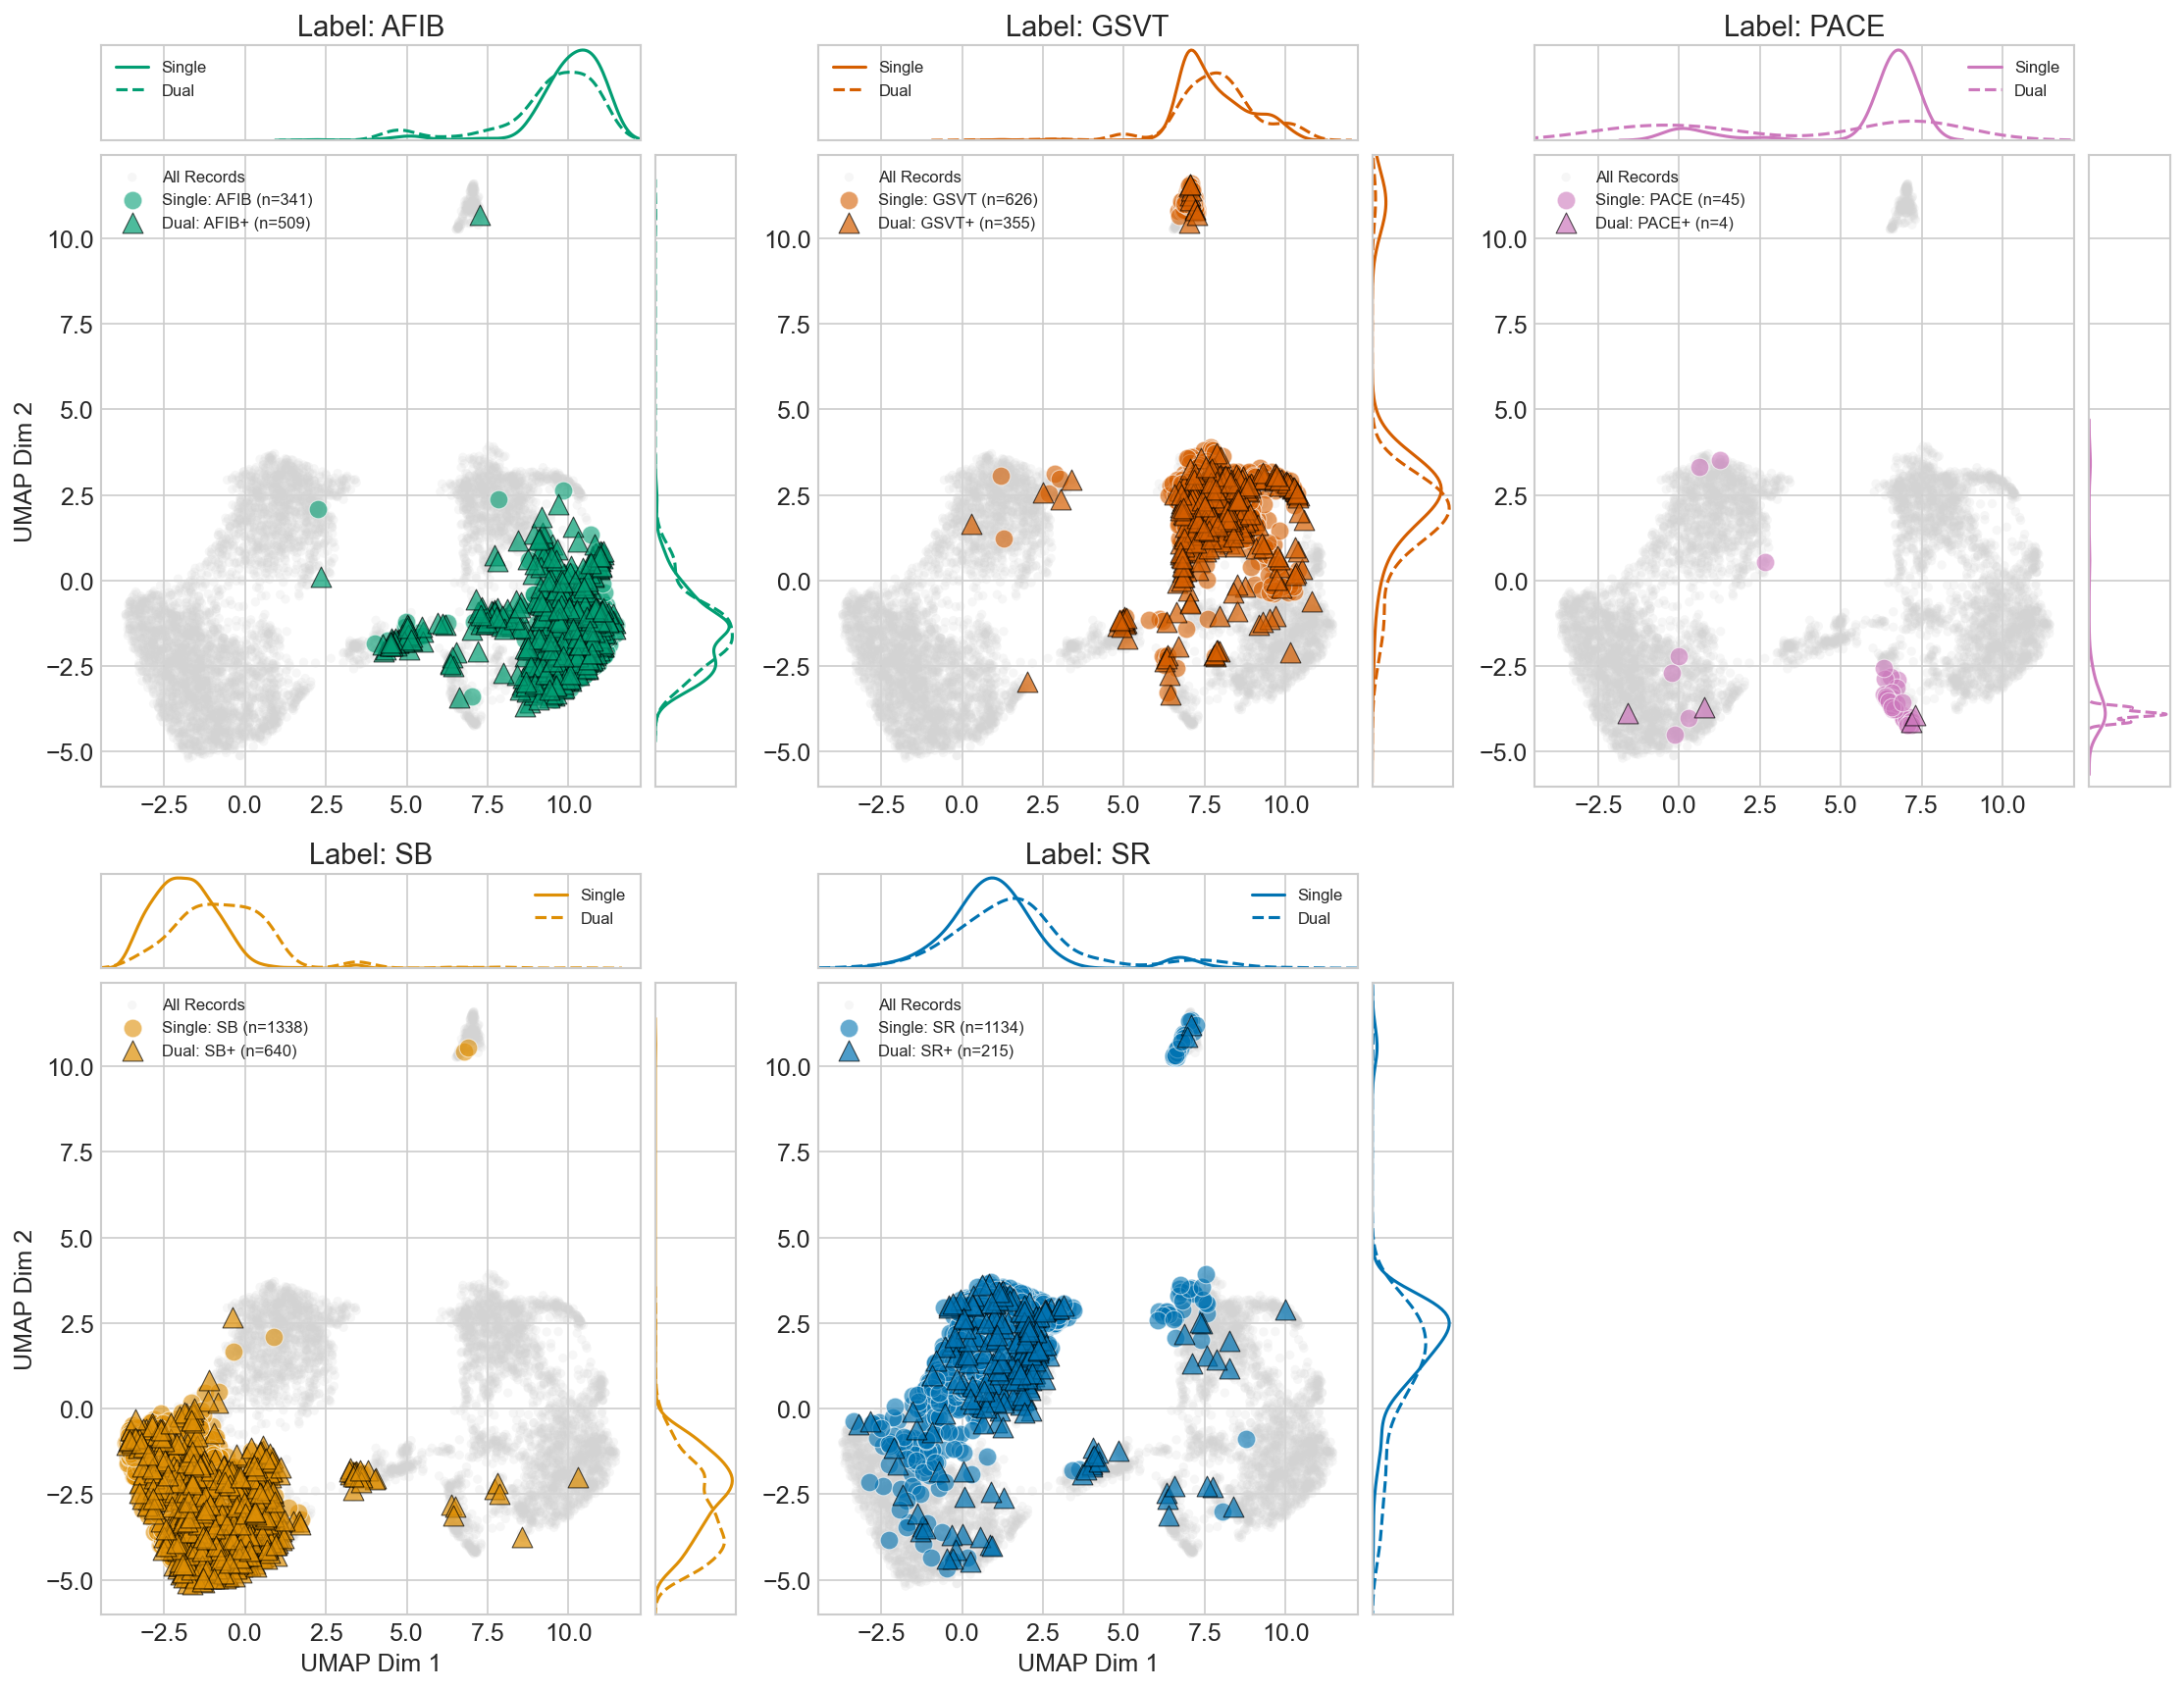 Label: AFIB
Single
Dual
All Records
Single: AFIB (n=341)
Dual: AFIB+ (n=509)
10.0
7.5
5.0
2.5
0.0
−2.5
−5.0
UMAP Dim 2
−2.5 0.0 2.5 5.0 7.5 10.0
Label: GSVT
Single
Dual
All Records
Single: GSVT (n=626)
Dual: GSVT+ (n=355)
10.0
7.5
5.0
2.5
0.0
−2.5
−5.0
−2.5 0.0 2.5 5.0 7.5 10.0
Label: PACE
Single
Dual
All Records
Single: PACE (n=45)
Dual: PACE+ (n=4)
10.0
7.5
5.0
2.5
0.0
−2.5
−5.0
−2.5 0.0 2.5 5.0 7.5 10.0
Label: SB
Single
Dual
All Records
Single: SB (n=1338)
Dual: SB+ (n=640)
10.0
7.5
5.0
2.5
0.0
−2.5
−5.0
UMAP Dim 2
−2.5 0.0 2.5 5.0 7.5 10.0
UMAP Dim 1
Label: SR
Single
Dual
All Records
Single: SR (n=1134)
Dual: SR+ (n=215)
10.0
7.5
5.0
2.5
0.0
−2.5
−5.0
−2.5 0.0 2.5 5.0 7.5 10.0
UMAP Dim 1